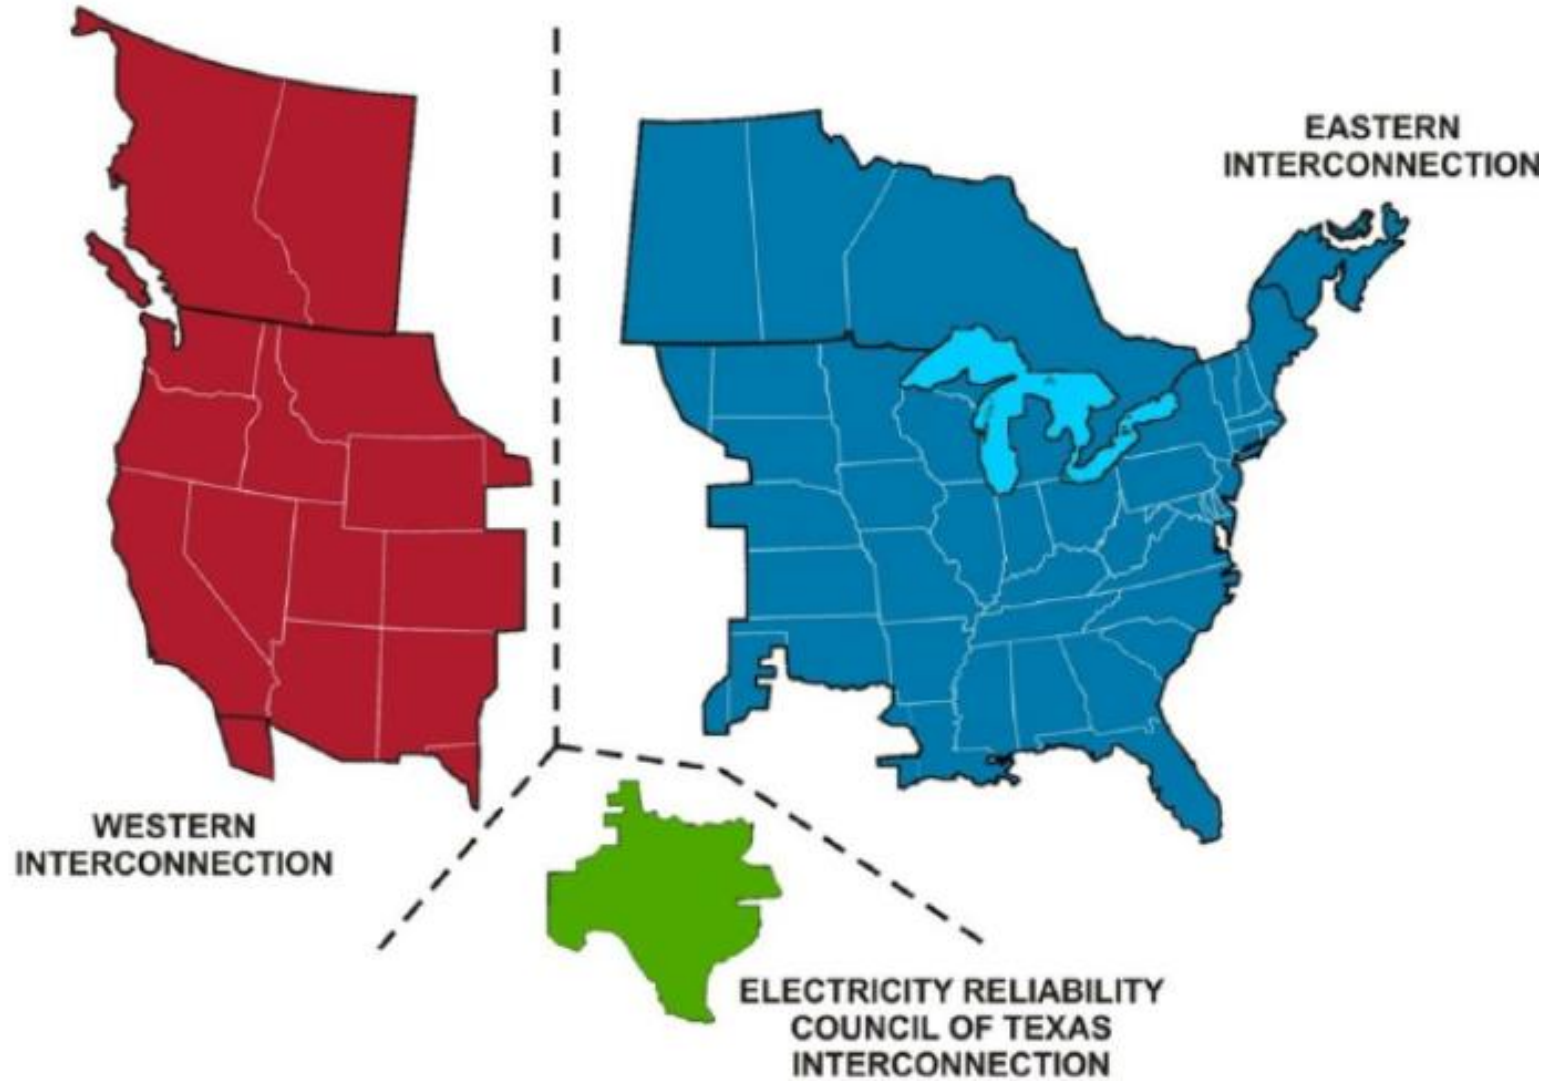 EASTERN
INTERCONNECTION
WESTERN
INTERCONNECTION
ELECTRICITY RELIABILITY
COUNCIL OF TEXAS
INTERCONNECTION